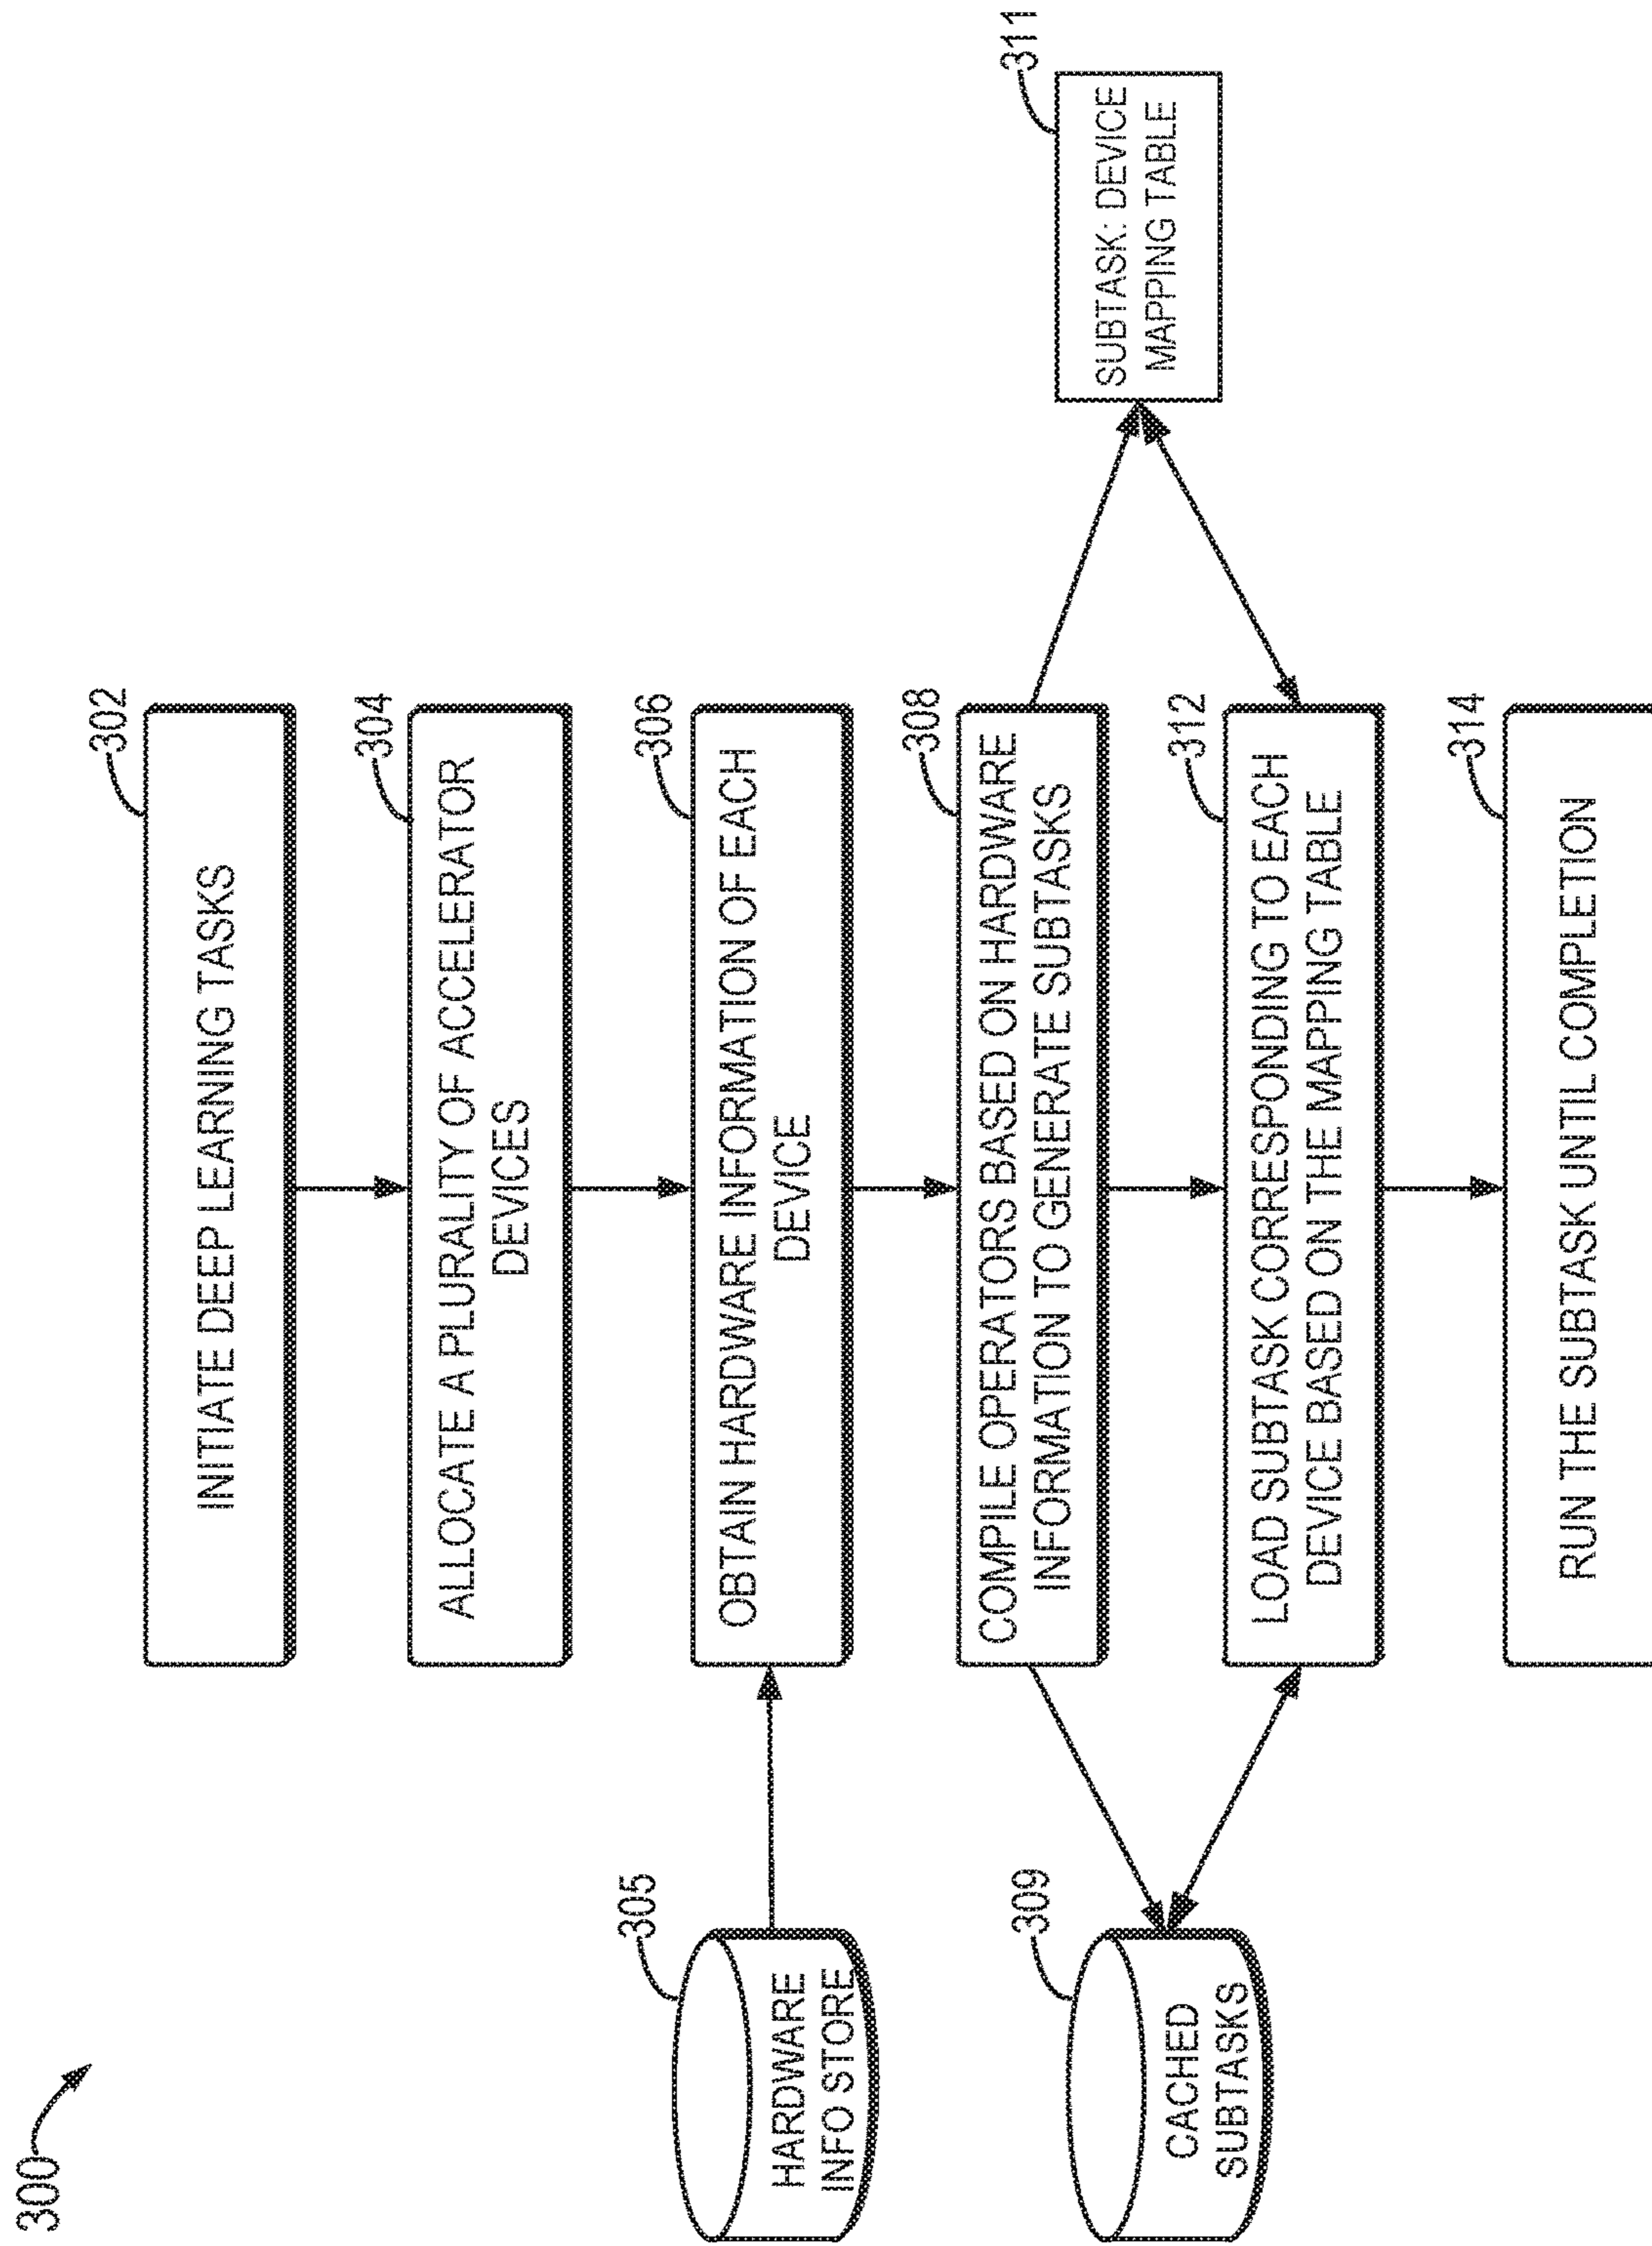 300
302
INITIATE DEEP LEARNING TASKS
304
ALLOCATE A PLURALITY OF ACCELERATOR
DEVICES
305
HARDWARE
INFO STORE
306
OBTAIN HARDWARE INFORMATION OF EACH
DEVICE
308
COMPILE OPERATORS BASED ON HARDWARE
INFORMATION TO GENERATE SUBTASKS
309
CACHED
SUBTASKS
311
SUBTASK: DEVICE
MAPPING TABLE
312
LOAD SUBTASK CORRESPONDING TO EACH
DEVICE BASED ON THE MAPPING TABLE
314
RUN THE SUBTASK UNTIL COMPLETION